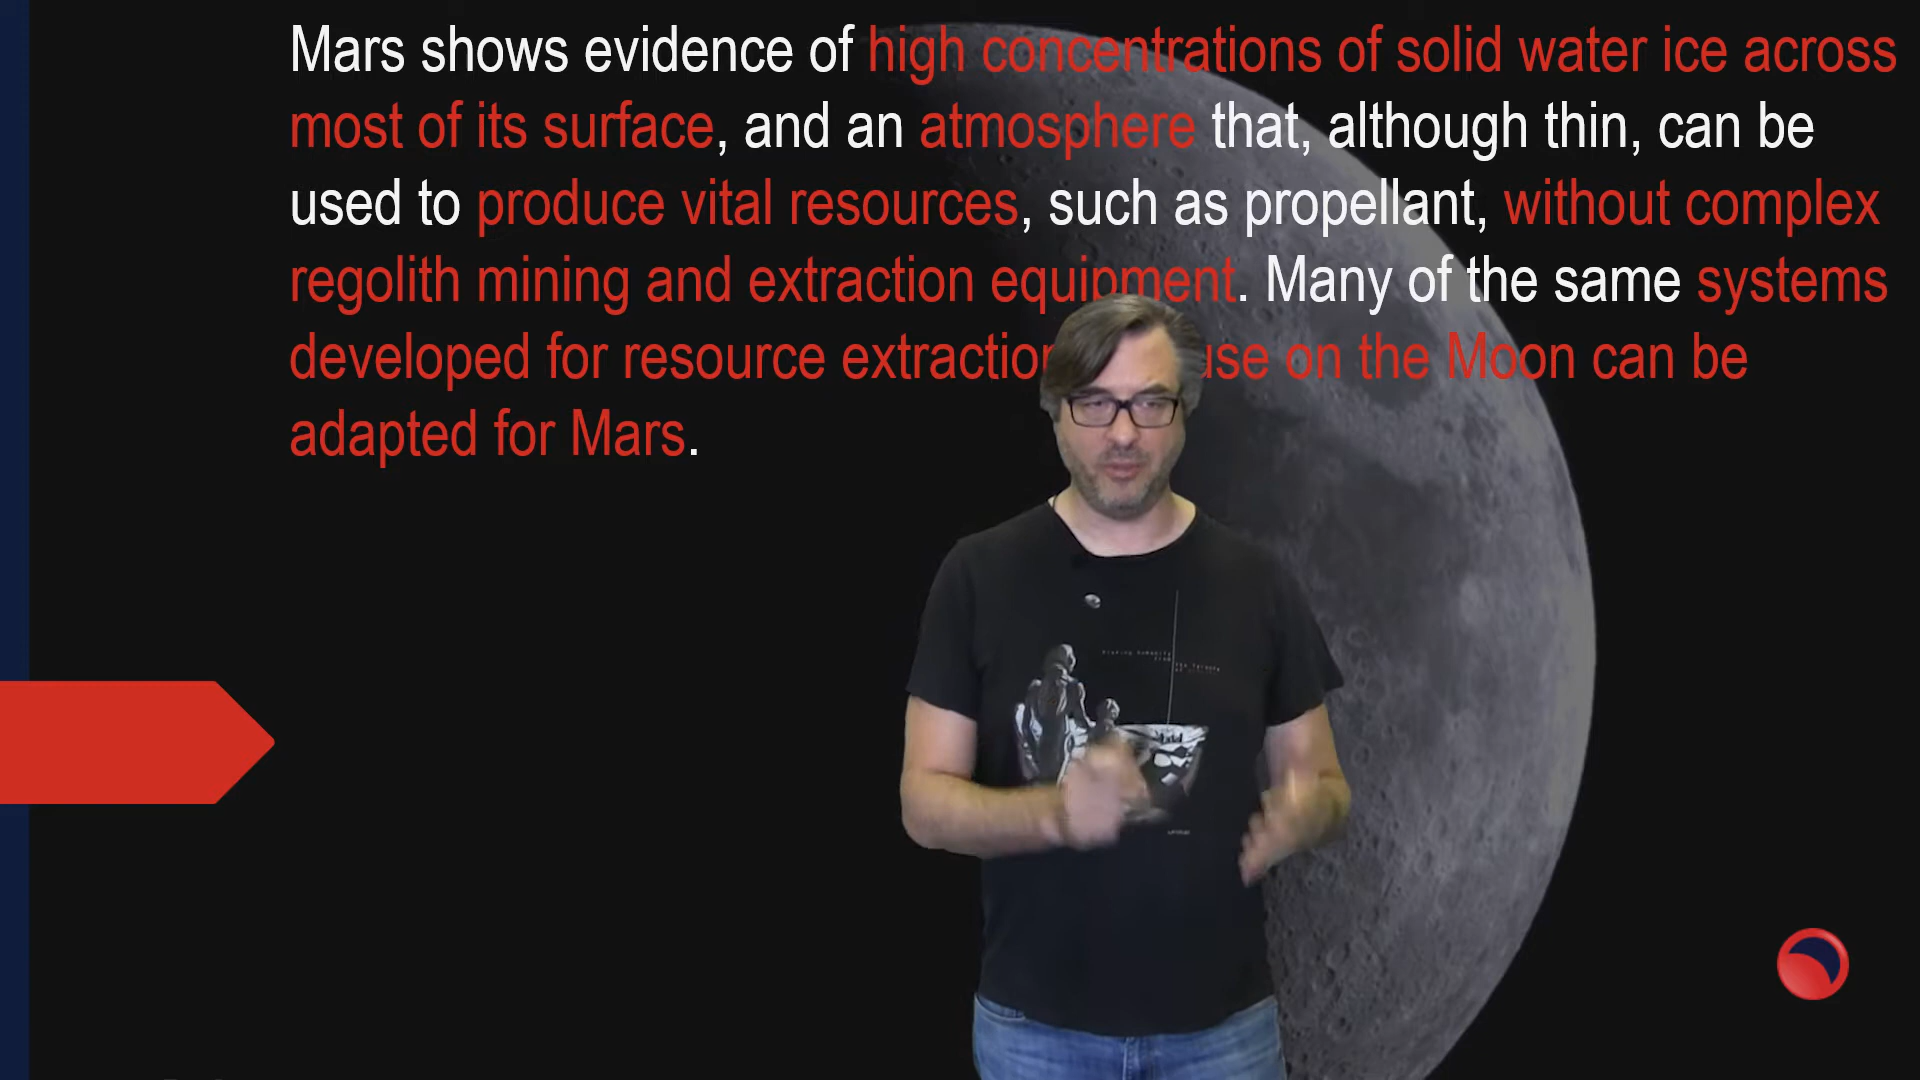 Mars shows evidence of high concentrations of solid water ice across
most of its surface, and an atmosphere that, although thin, can be
used to produce vital resources, such as propellant, without complex
regolith mining and extraction equipment. Many of the same systems
developed for resource extraction use on the Moon can be
adapted for Mars.